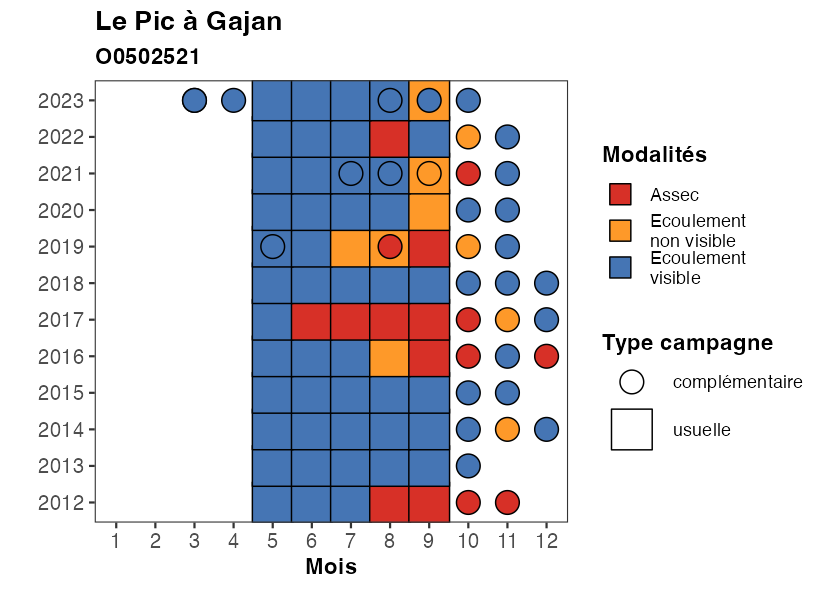 Le Pic à Gajan
O0502521
2023
2022
2021
2020
2019
2018
2017
2016
2015
2014
2013
2012
1 2 3 4 5 6 7 8 9 10 11 12
Mois
Modalités
Assec
Ecoulement
non visible
Ecoulement
visible
Type campagne
complémentaire
usuelle